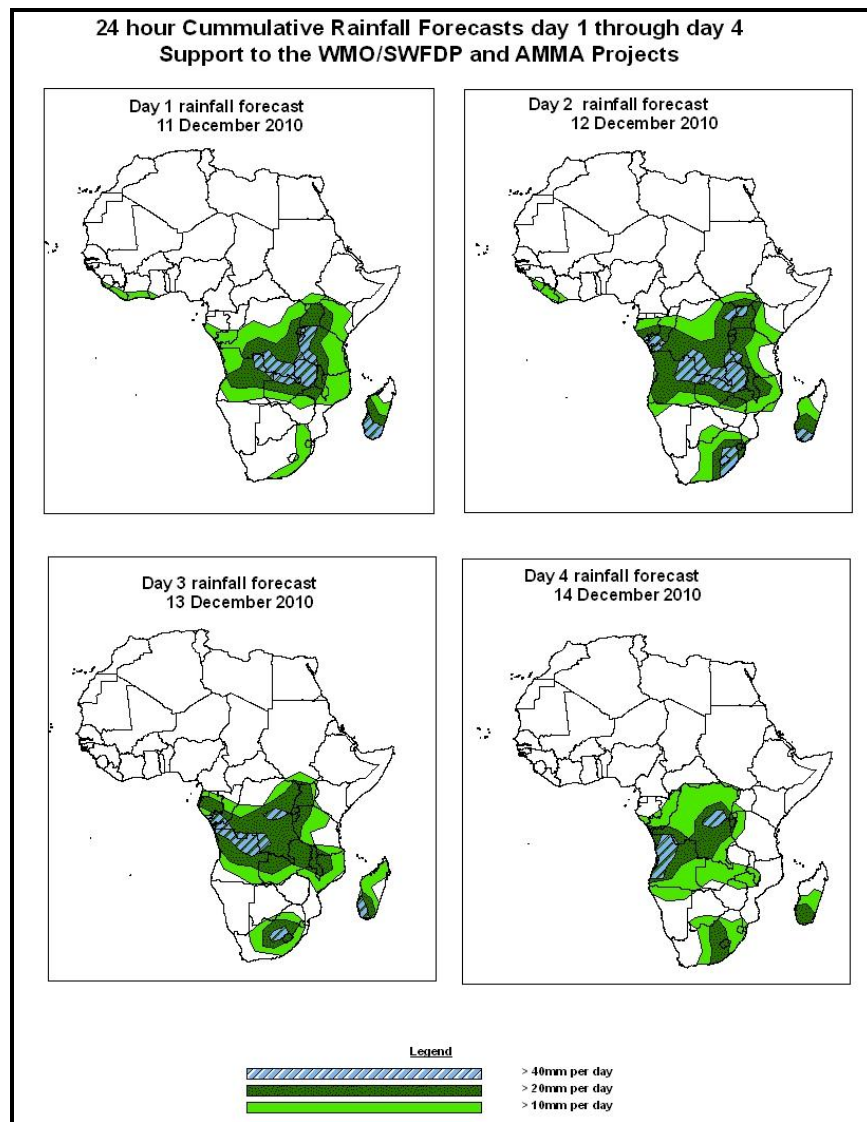 24 hour Cummulative Rainfall Forecasts day 1 through day 4
Support to the WMO/SWFDP and AMMA Projects
Day 1 rainfall forecast
11 December 2010
Day 2 rainfall forecast
12 December 2010
Day 3 rainfall forecast
13 December 2010
Day 4 rainfall forecast
14 December 2010
Legend
> 40mm per day
> 20mm per day
> 10mm per day